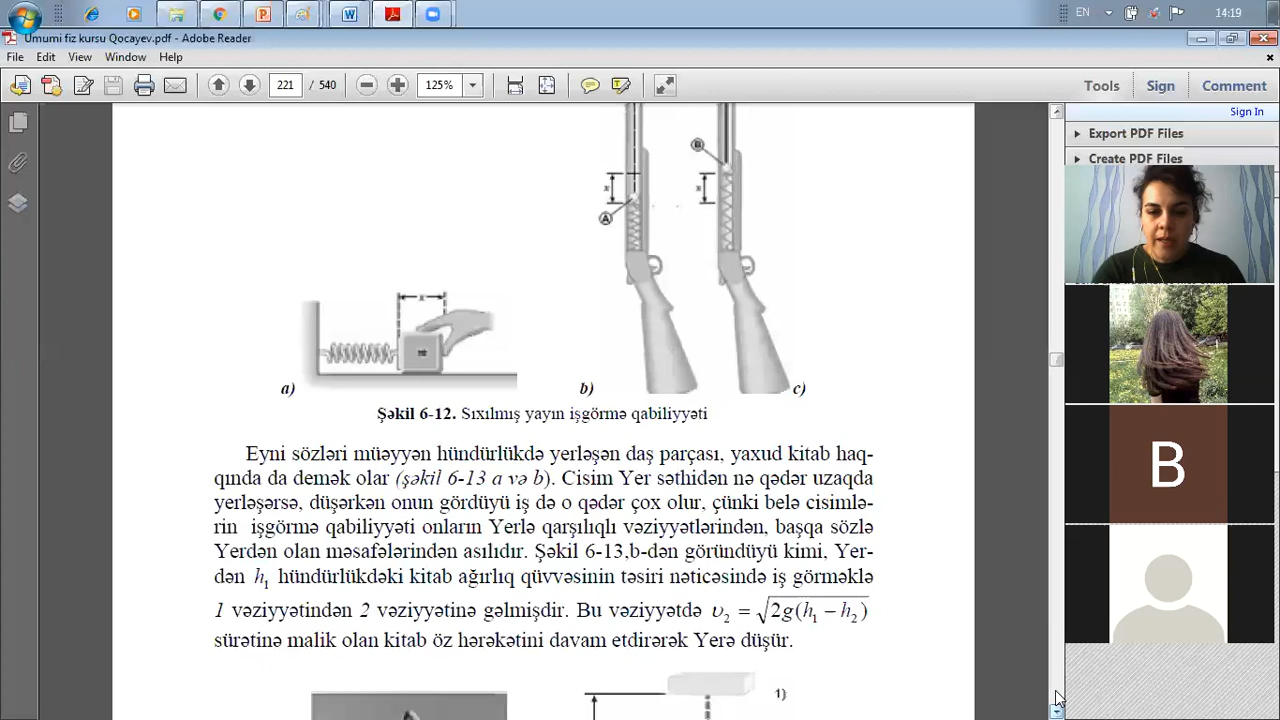 EN
14:19
Umumi fiz kursu Qocayev.pdf - Adobe Reader
File Edit View Window Help
221 / 540 125% Tools Sign Comment
Sign In
Export PDF Files
Create PDF Files
B
x
A
x
x
m
a) b) c)
Şəkil 6-12. Sıxılmış yayın işgörmə qabiliyyəti
Eyni sözləri müəyyən hündürlükdə yerləşən daş parçası, yaxud kitab haq-
qında da demək olar (şəkil 6-13 a və b). Cisim Yer səthidən nə qədər uzaqda
yerləşərsə, düşərkən onun gördüyü iş də o qədər çox olur, çünki belə cisimlə-
rin işgörmə qabiliyyəti onların Yerlə qarşılıqlı vəziyyətlərindən, başqa sözlə
Yerdən olan məsafələrindən asılıdır. Şəkil 6-13,b-dən göründüyü kimi, Yer-
dən h₁ hündürlükdəki kitab ağırlıq qüvvəsinin təsiri nəticəsində iş görməklə
1 vəziyyətindən 2 vəziyyətinə gəlmişdir. Bu vəziyyətdə υ₂ = √2g(h₁ − h₂)
sürətinə malik olan kitab öz hərəkətini davam etdirərək Yerə düşür.
1)
B